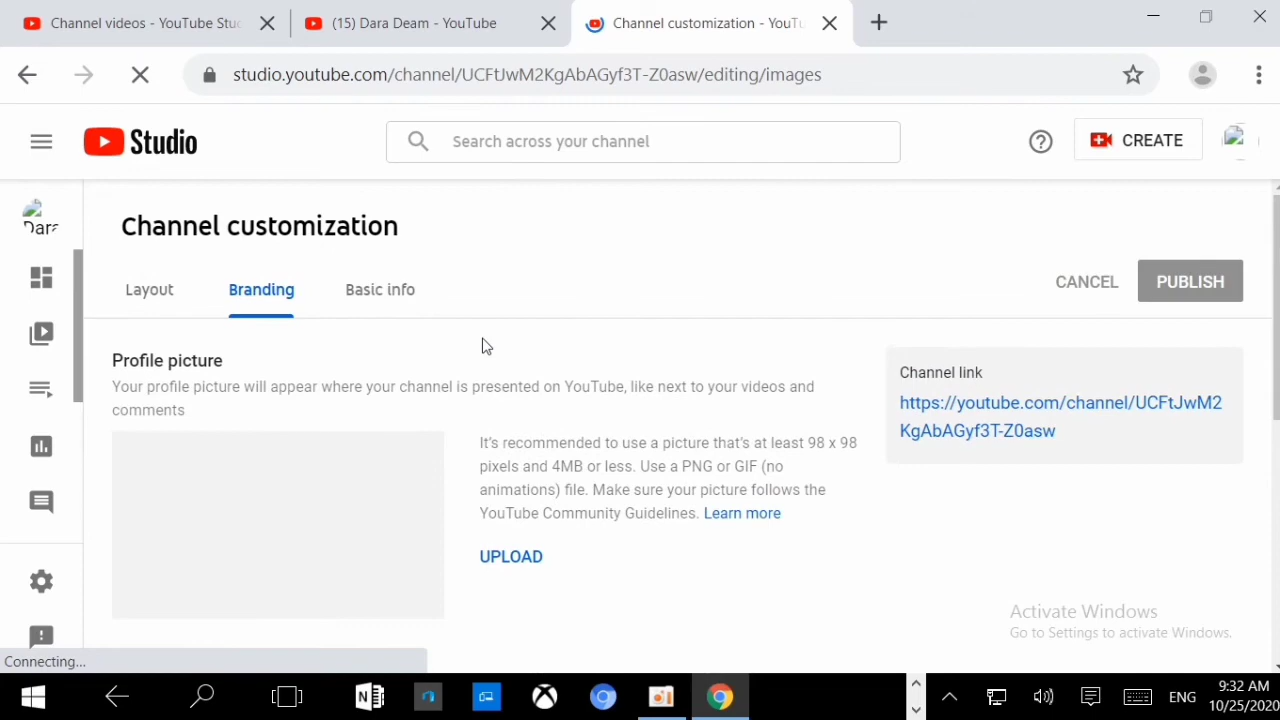 Channel videos - YouTube Stu
(15) Dara Deam - YouTube
Channel customization - YouTu
studio.youtube.com/channel/UCFtJwM2KgAbAGyf3T-Z0asw/editing/images
Studio
Search across your channel
CREATE
Dara
Channel customization
Layout
Branding
Basic info
CANCEL
PUBLISH
Profile picture
Your profile picture will appear where your channel is presented on YouTube, like next to your videos and
comments
It's recommended to use a picture that's at least 98 x 98
pixels and 4MB or less. Use a PNG or GIF (no
animations) file. Make sure your picture follows the
YouTube Community Guidelines. Learn more
UPLOAD
Channel link
https://youtube.com/channel/UCFtJwM2
KgAbAGyf3T-Z0asw
Activate Windows
Go to Settings to activate Windows.
Connecting...
ENG
9:32 AM
10/25/2020